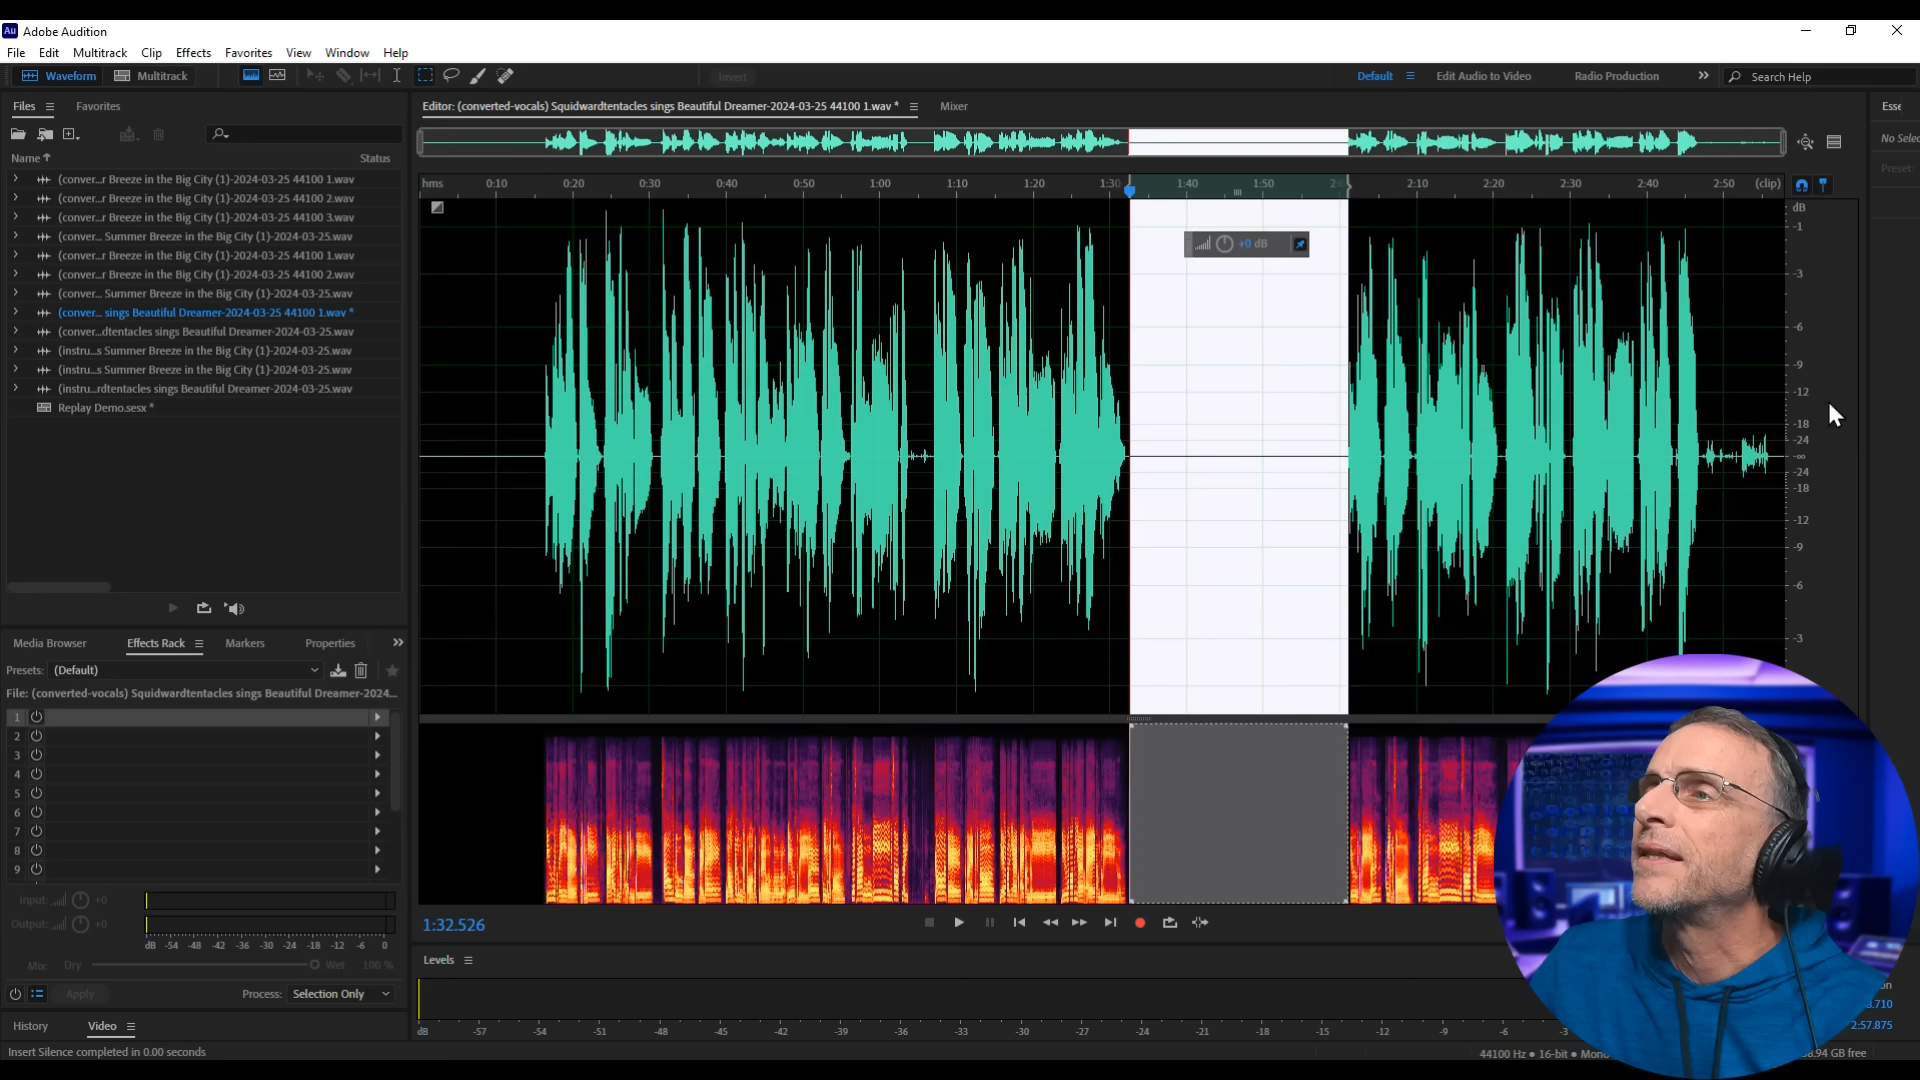 Au Adobe Audition
File Edit Multitrack Clip Effects Favorites View Window Help
Waveform Multitrack Invert Default Edit Audio to Video Radio Production Search Help
Files Favorites
Name Status
(conver...r Breeze in the Big City (1)-2024-03-25 44100 1.wav
(conver...r Breeze in the Big City (1)-2024-03-25 44100 2.wav
(conver...r Breeze in the Big City (1)-2024-03-25 44100 3.wav
(conver... Summer Breeze in the Big City (1)-2024-03-25.wav
(conver...r Breeze in the Big City (1)-2024-03-25 44100 1.wav
(conver...r Breeze in the Big City (1)-2024-03-25 44100 2.wav
(conver... Summer Breeze in the Big City (1)-2024-03-25.wav
(conver... sings Beautiful Dreamer-2024-03-25 44100 1.wav *
(conver...dtentacles sings Beautiful Dreamer-2024-03-25.wav
(instru...s Summer Breeze in the Big City (1)-2024-03-25.wav
(instru...s Summer Breeze in the Big City (1)-2024-03-25.wav
(instru...rdtentacles sings Beautiful Dreamer-2024-03-25.wav
Replay Demo.sesx *
Media Browser Effects Rack Markers Properties
Presets: (Default)
File: (converted-vocals) Squidwardtentacles sings Beautiful Dreamer-2024...
1
2
3
4
5
6
7
8
9
Input: +0
Output: +0
dB -54 -48 -42 -36 -30 -24 -18 -12 -6 0
Mix: Dry Wet 100 %
Apply Process: Selection Only
History Video
Insert Silence completed in 0.00 seconds
Editor: (converted-vocals) Squidwardtentacles sings Beautiful Dreamer-2024-03-25 44100 1.wav * Mixer
hms 0:10 0:20 0:30 0:40 0:50 1:00 1:10 1:20 1:30 1:40 1:50 2:10 2:20 2:30 2:40 2:50 (clip)
+0 dB
dB
-1
-3
-6
-9
-12
-18
-24
-∞
-24
-18
-12
-9
-6
-3
1:32.526
Levels
dB -57 -54 -51 -48 -45 -42 -39 -36 -33 -30 -27 -24 -21 -18 -15 -12 -9 -6
44100 Hz • 16-bit • Mono
Esse
No Selec
Preset:
on
.710
2:57.875
.94 GB free